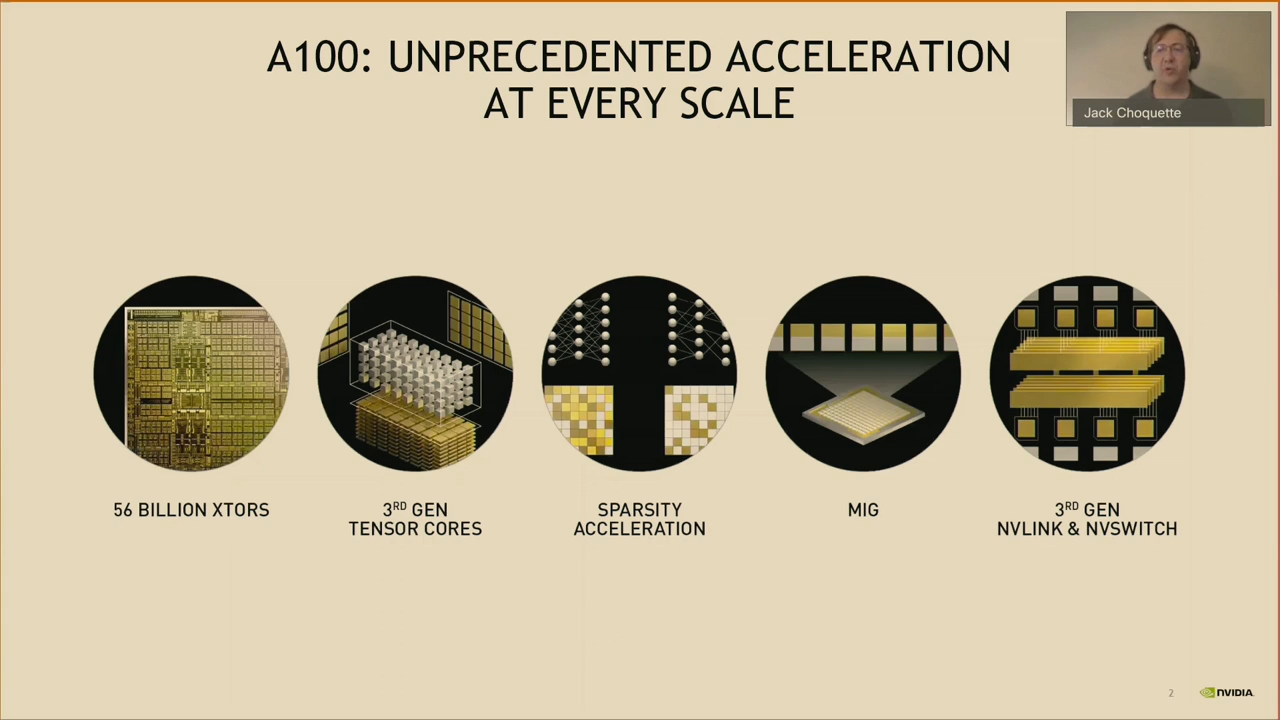 A100: UNPRECEDENTED ACCELERATION
AT EVERY SCALE
Jack Choquette
56 BILLION XTORS
3RD GEN
TENSOR CORES
SPARSITY
ACCELERATION
MIG
3RD GEN
NVLINK & NVSWITCH
2
NVIDIA